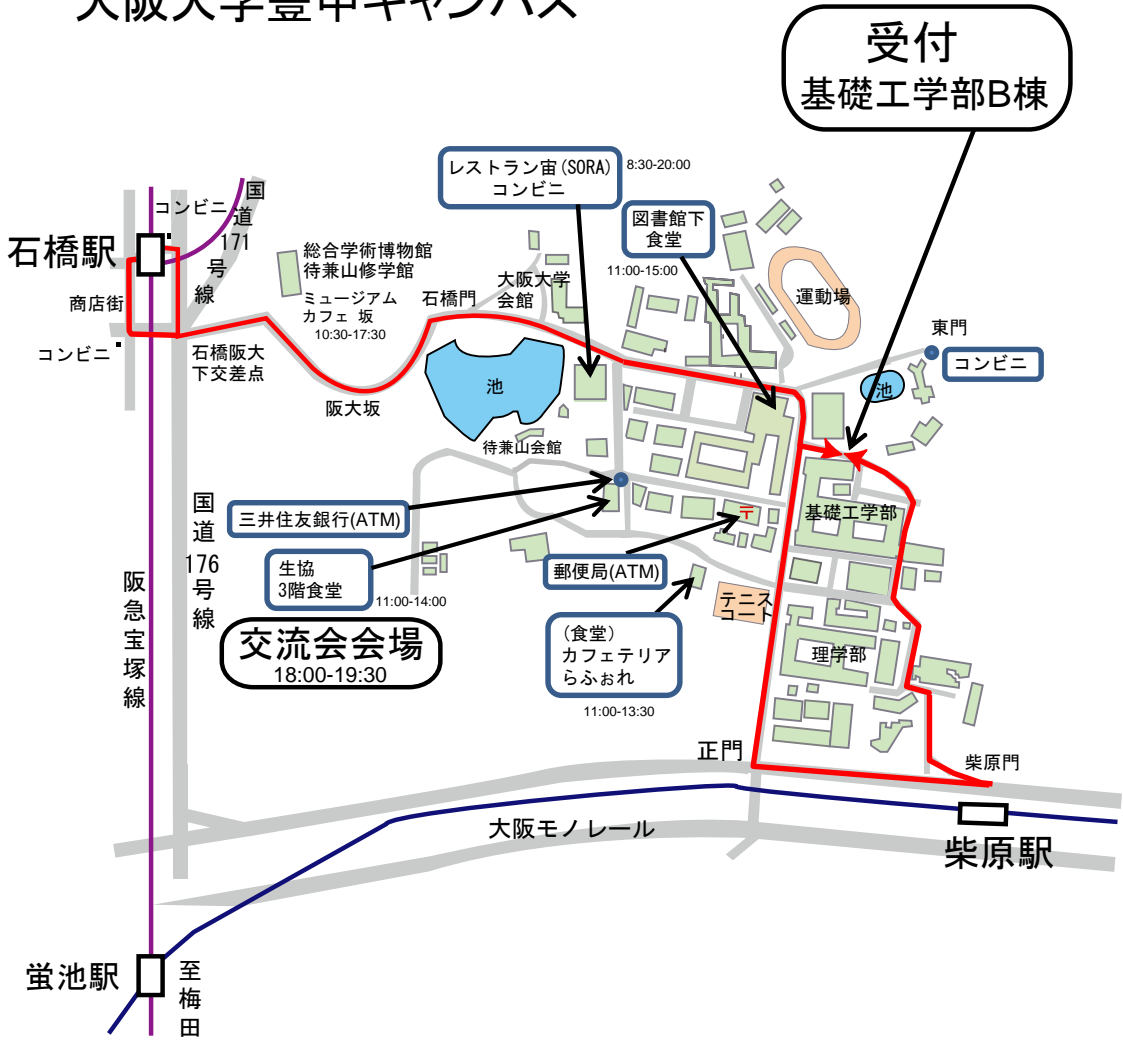 大阪大学豊中キャンパス
受付
基礎工学部B棟
レストラン宙(SORA)
コンビニ
8:30-20:00
図書館下
食堂
11:00-15:00
コンビニ
国道171号線
石橋駅
商店街
コンビニ
総合学術博物館
待兼山修学館
ミュージアム
カフェ 坂
10:30-17:30
石橋門
大阪大学
会館
運動場
東門
コンビニ
池
石橋阪大
下交差点
阪大坂
池
待兼山会館
三井住友銀行(ATM)
生協
3階食堂
11:00-14:00
交流会会場
18:00-19:30
郵便局(ATM)
〒
基礎工学部
テニス
コート
(食堂)
カフェテリア
らふぉれ
11:00-13:30
理学部
国道176号線
阪急宝塚線
正門
柴原門
大阪モノレール
柴原駅
蛍池駅
至梅田